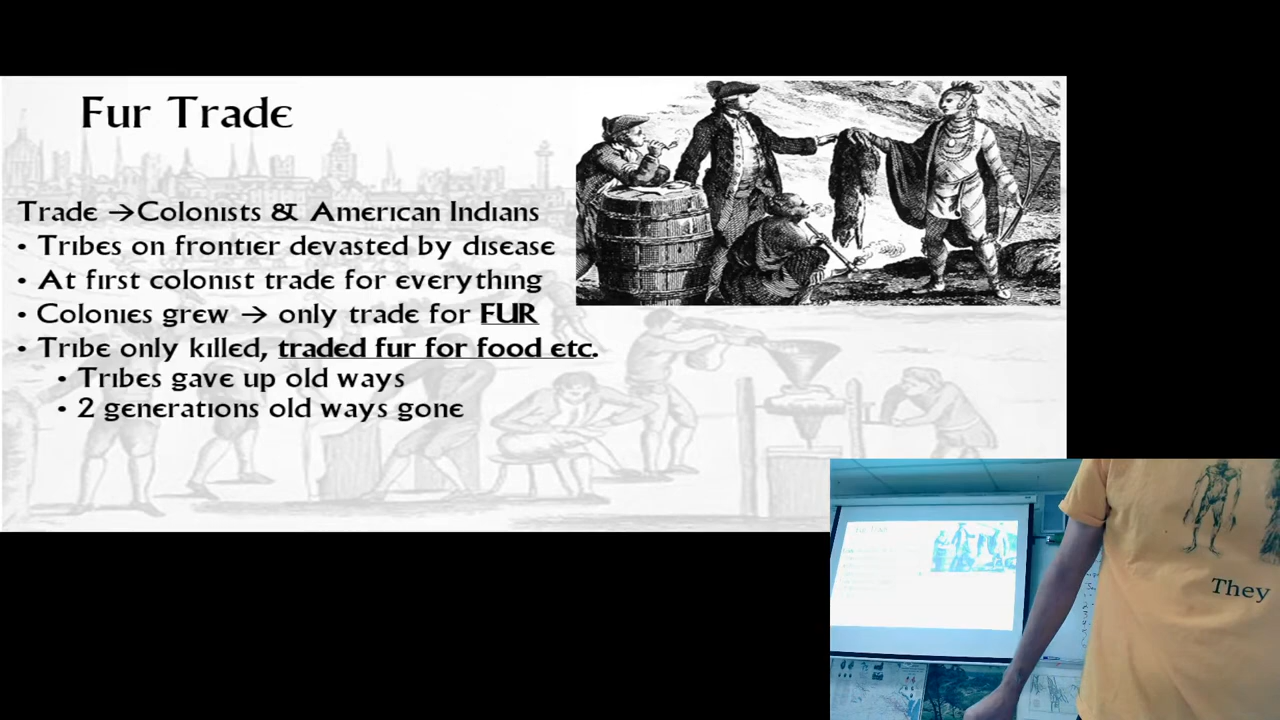 Fur Trade
Trade →Colonists & American Indians
• Tribes on frontier devasted by disease
• At first colonist trade for everything
• Colonies grew → only trade for FUR
• Tribe only killed, traded fur for food etc.
• Tribes gave up old ways
• 2 generations old ways gone
They